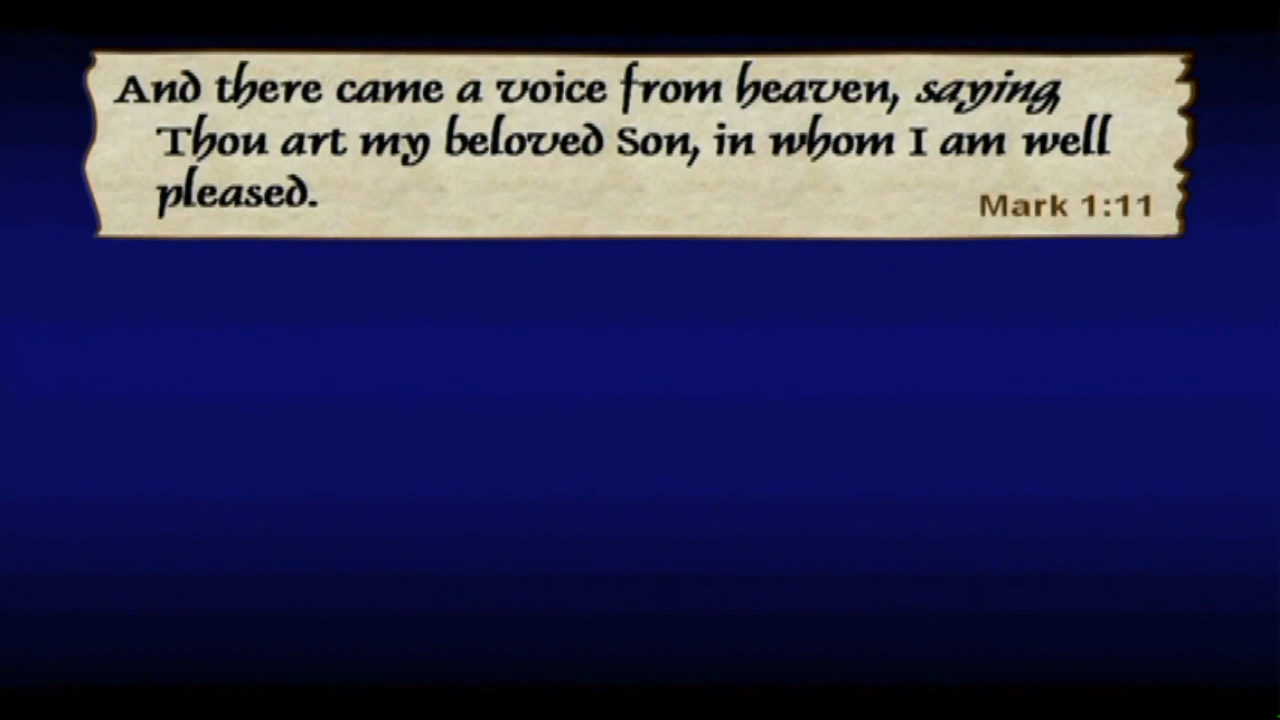 And there came a voice from heaven, saying,
Thou art my beloved Son, in whom I am well
pleased.
Mark 1:11